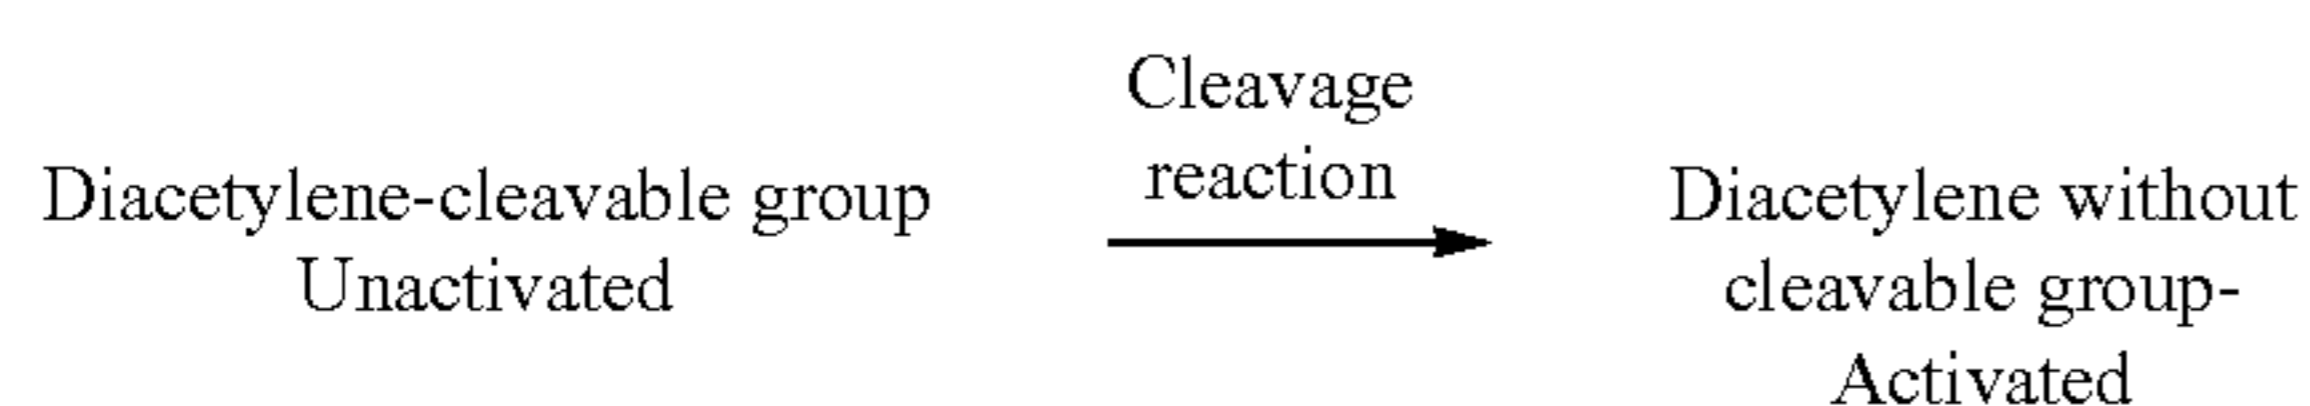 Diacetylene-cleavable group
Unactivated
Cleavage
reaction
Diacetylene without
cleavable group-
Activated